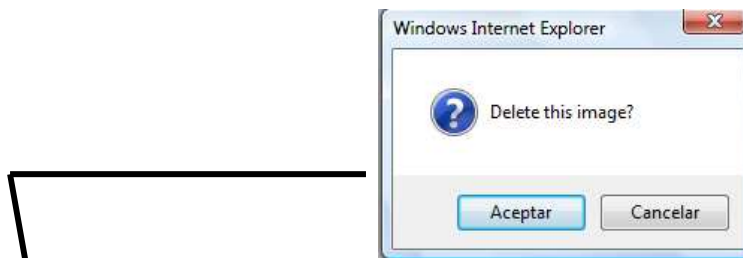 Windows Internet Explorer
Delete this image?
Aceptar
Cancelar